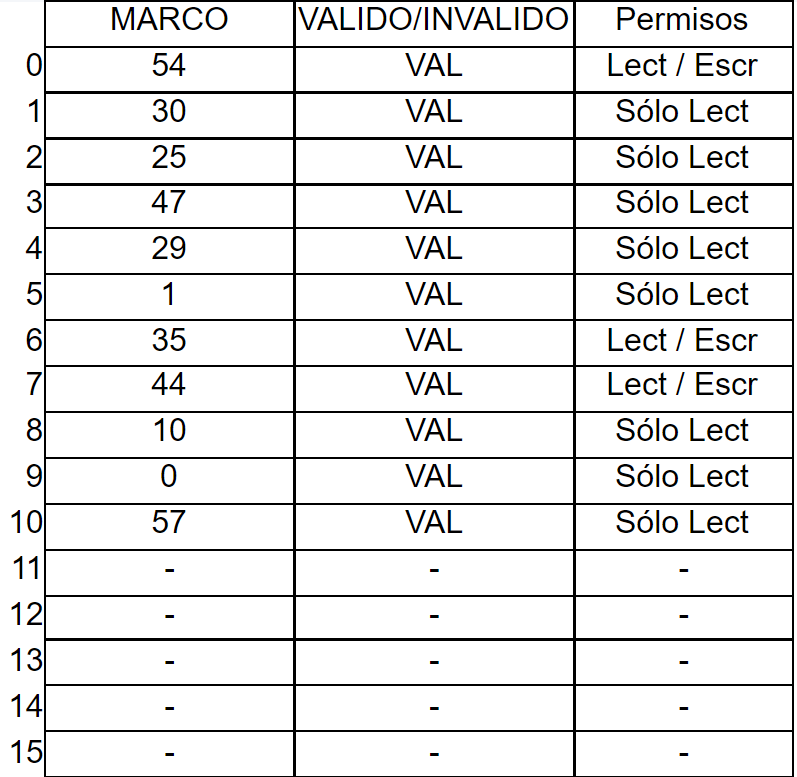 MARCO VALIDO/INVALIDO Permisos
0 54 VAL Lect / Escr
1 30 VAL Sólo Lect
2 25 VAL Sólo Lect
3 47 VAL Sólo Lect
4 29 VAL Sólo Lect
5 1 VAL Sólo Lect
6 35 VAL Lect / Escr
7 44 VAL Lect / Escr
8 10 VAL Sólo Lect
9 0 VAL Sólo Lect
10 57 VAL Sólo Lect
11 - - -
12 - - -
13 - - -
14 - - -
15 - - -